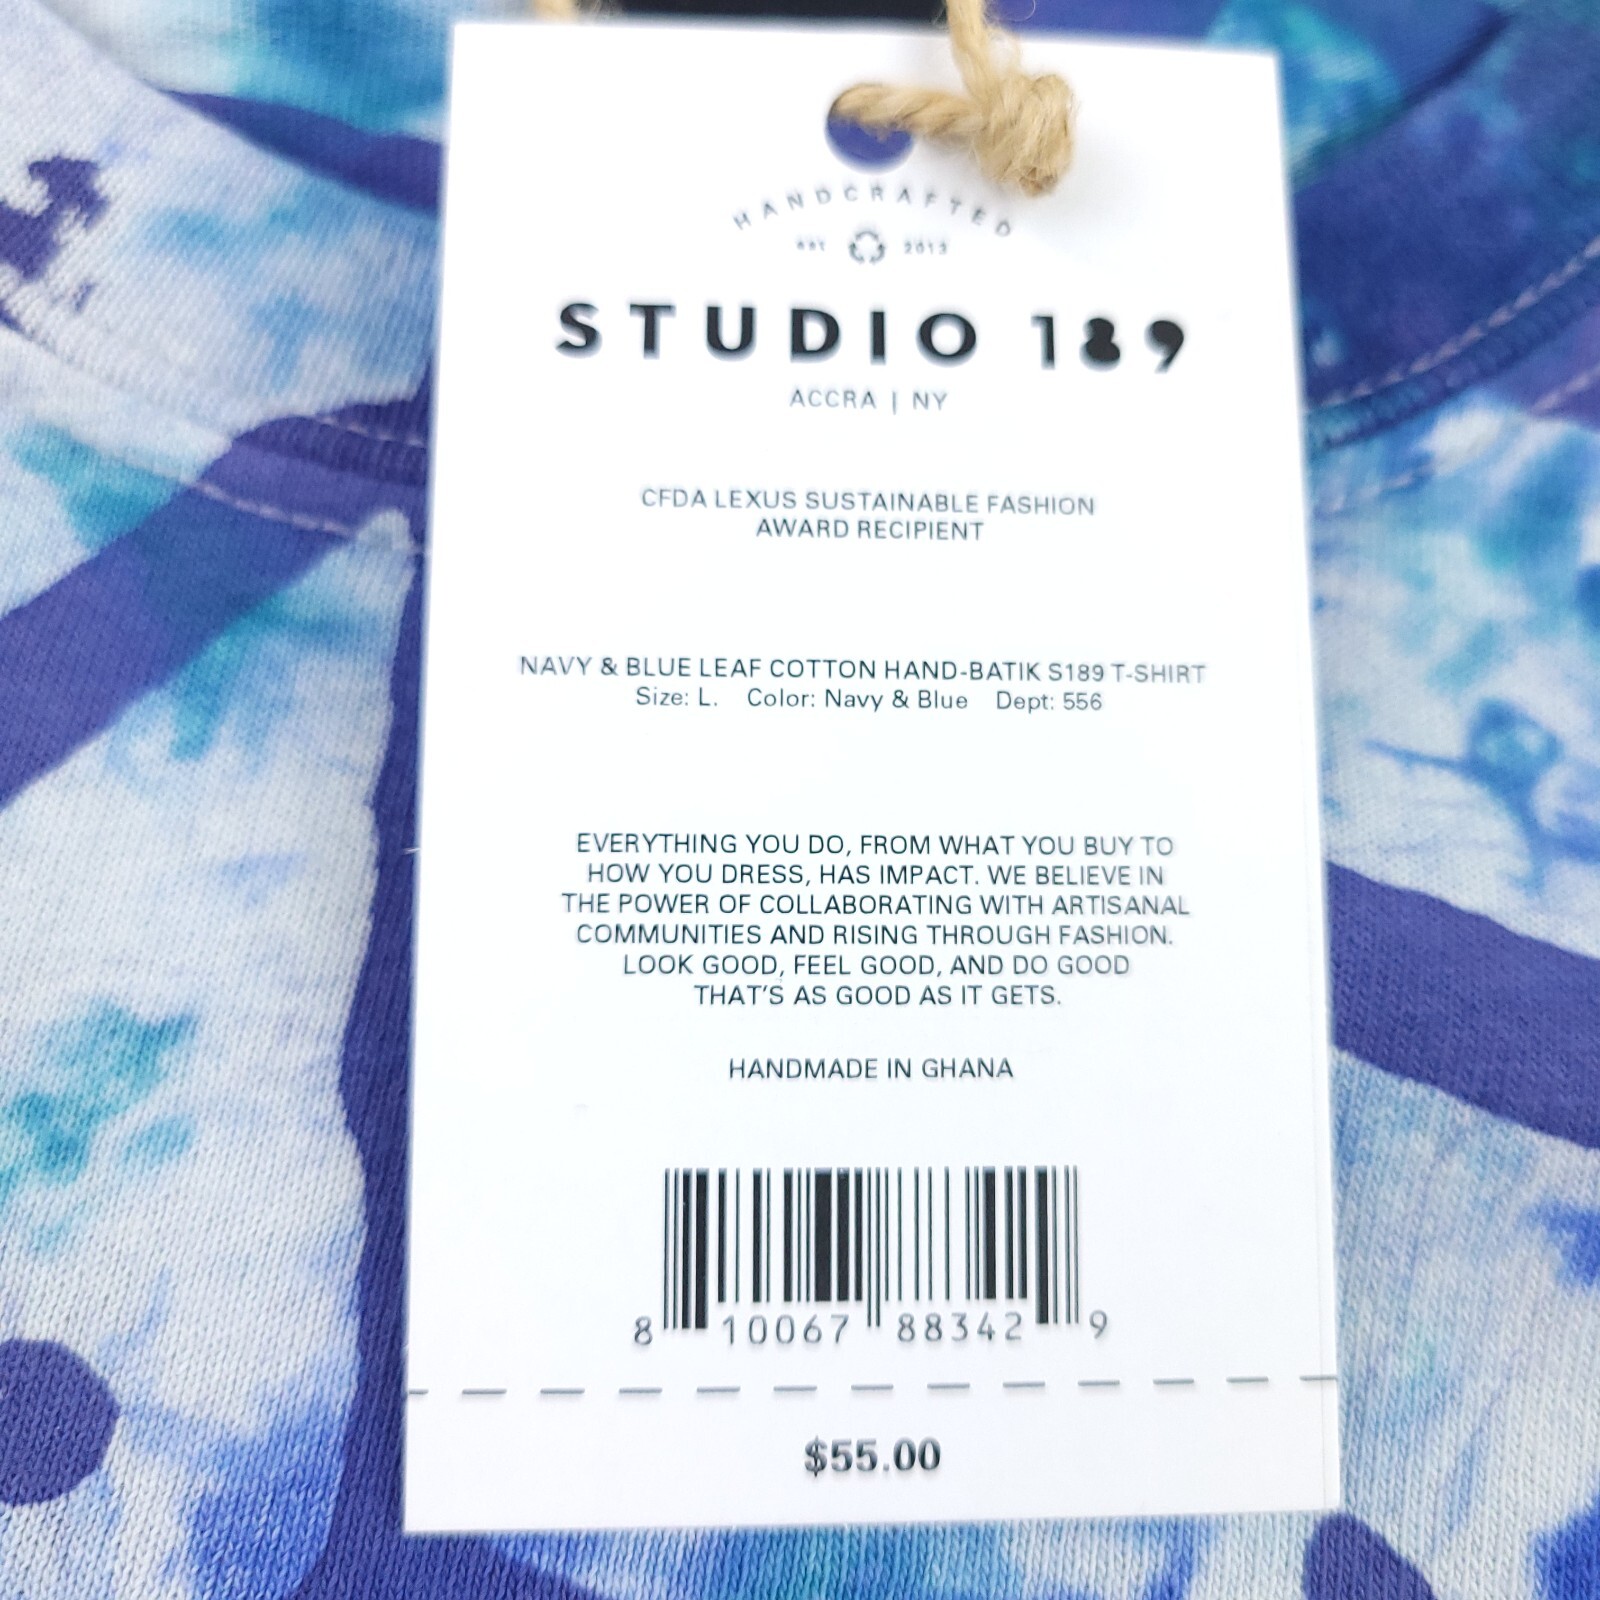 HANDCRAFTED
EST 2013
STUDIO 189
ACCRA | NY
CFDA LEXUS SUSTAINABLE FASHION
AWARD RECIPIENT
NAVY & BLUE LEAF COTTON HAND-BATIK S189 T-SHIRT
Size: L. Color: Navy & Blue Dept: 556
EVERYTHING YOU DO, FROM WHAT YOU BUY TO
HOW YOU DRESS, HAS IMPACT. WE BELIEVE IN
THE POWER OF COLLABORATING WITH ARTISANAL
COMMUNITIES AND RISING THROUGH FASHION.
LOOK GOOD, FEEL GOOD, AND DO GOOD
THAT'S AS GOOD AS IT GETS.
HANDMADE IN GHANA
8 10067 88342 9
$55.00